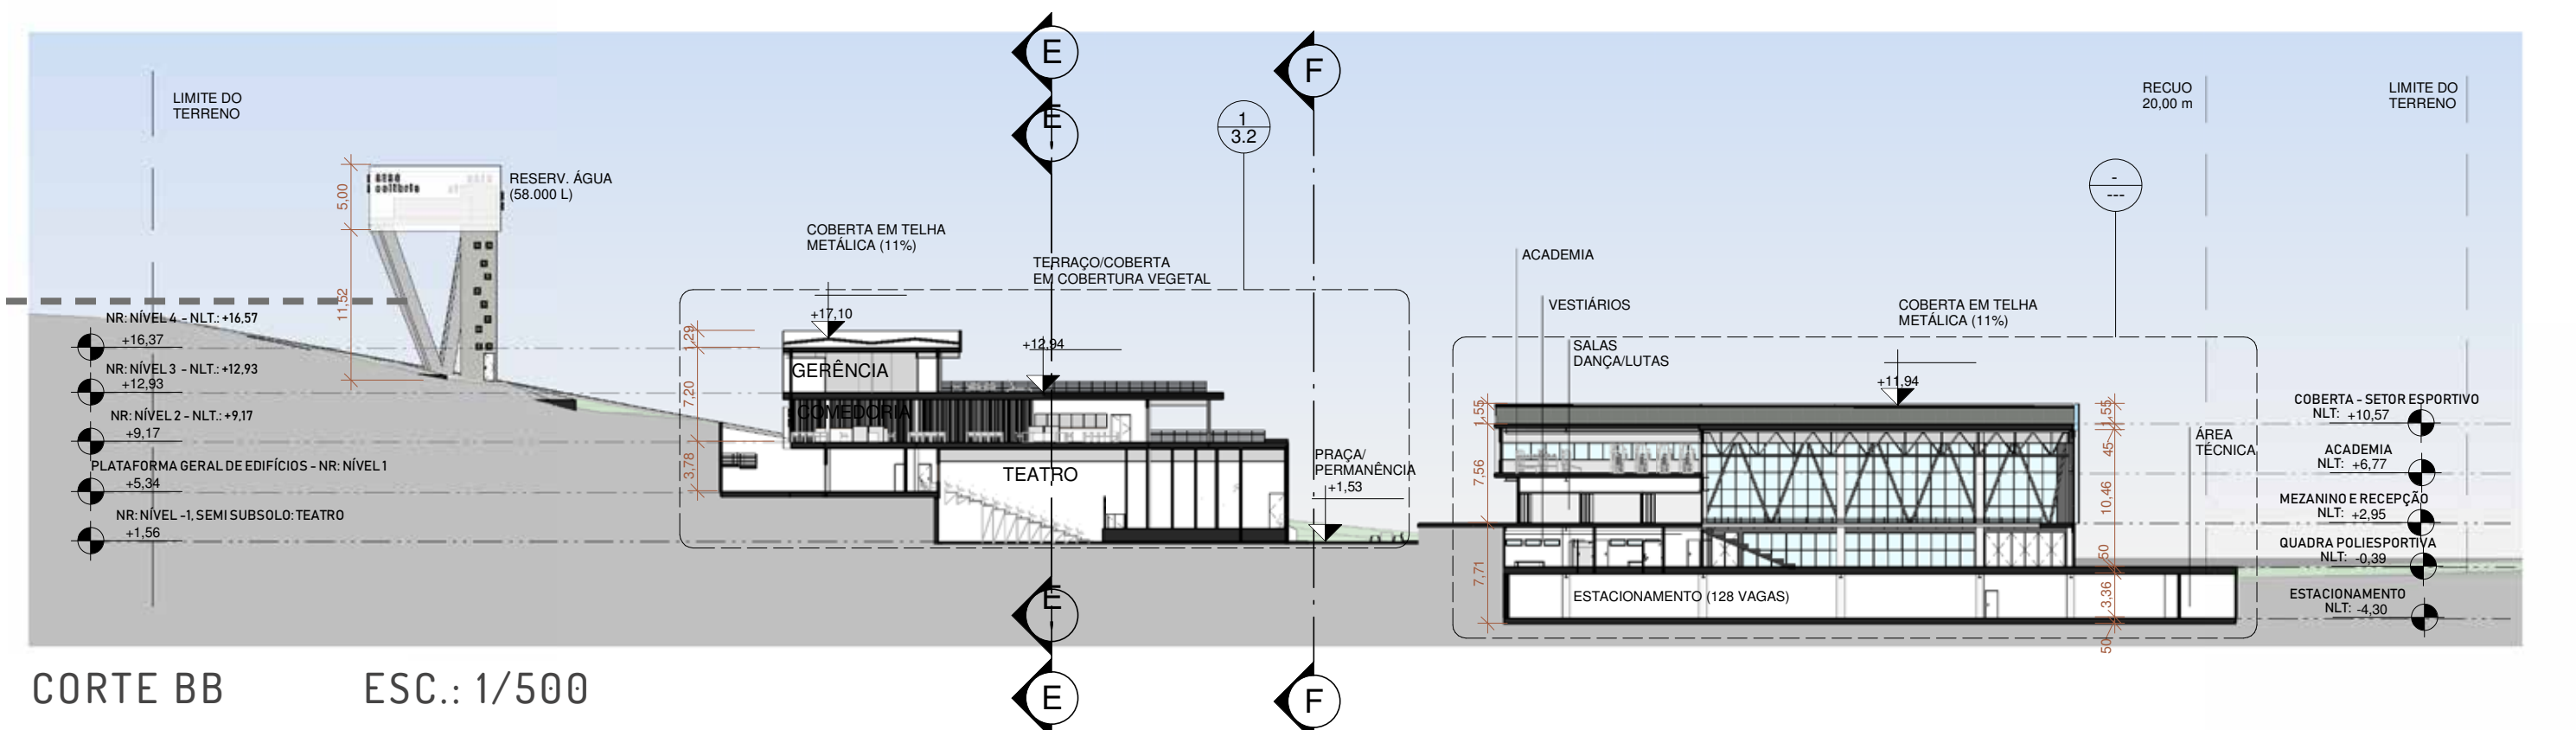 E
F
E
LIMITE DO
TERRENO
RECUO
20,00 m
LIMITE DO
TERRENO
1
3.2
-
---
5,00
RESERV. ÁGUA
(58.000 L)
11,52
COBERTA EM TELHA
METÁLICA (11%)
TERRAÇO/COBERTA
EM COBERTURA VEGETAL
ACADEMIA
VESTIÁRIOS
SALAS
DANÇA/LUTAS
COBERTA EM TELHA
METÁLICA (11%)
NR: NÍVEL 4 - NLT.: +16,57
+16,37
NR: NÍVEL 3 - NLT.: +12,93
+12,93
NR: NÍVEL 2 - NLT.: +9,17
+9,17
PLATAFORMA GERAL DE EDIFÍCIOS - NR: NÍVEL 1
+5,34
NR: NÍVEL -1, SEMI SUBSOLO: TEATRO
+1,56
+17,10
+12,94
1,29
7,20
3,78
GERÊNCIA
COMEDORIA
TEATRO
PRAÇA/
PERMANÊNCIA
+1,53
+11,94
1,55
7,56
7,71
1,55
45
10,46
50
3,36
50
ESTACIONAMENTO (128 VAGAS)
ÁREA
TÉCNICA
COBERTA - SETOR ESPORTIVO
NLT: +10,57
ACADEMIA
NLT: +6,77
MEZANINO E RECEPÇÃO
NLT: +2,95
QUADRA POLIESPORTIVA
NLT: -0,39
ESTACIONAMENTO
NLT: -4,30
E
E
F
CORTE BB ESC.: 1/500